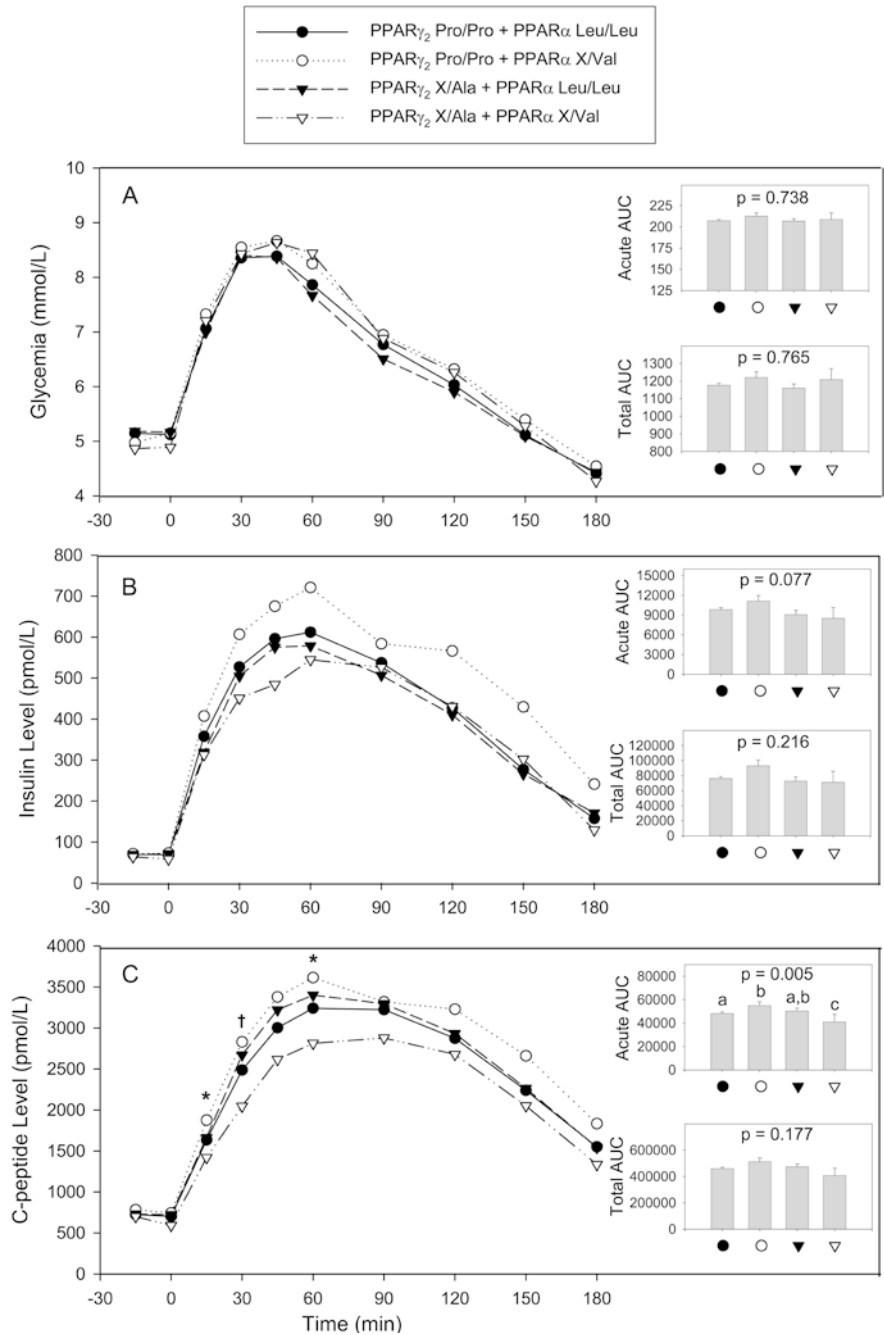 PPARγ2 Pro/Pro + PPARα Leu/Leu
PPARγ2 Pro/Pro + PPARα X/Val
PPARγ2 X/Ala + PPARα Leu/Leu
PPARγ2 X/Ala + PPARα X/Val
A
Glycemia (mmol/L)
10
9
8
7
6
5
4
-30 0 30 60 90 120 150 180
p = 0.738
Acute AUC
225
200
175
150
125
p = 0.765
Total AUC
1300
1200
1100
1000
900
800
B
Insulin Level (pmol/L)
800
700
600
500
400
300
200
100
0
-30 0 30 60 90 120 150 180
p = 0.077
Acute AUC
15000
12000
9000
6000
3000
0
p = 0.216
Total AUC
120000
100000
80000
60000
40000
20000
0
C
C-peptide Level (pmol/L)
4000
3500
3000
2500
2000
1500
1000
500
0
* † *
-30 0 30 60 90 120 150 180
Time (min)
p = 0.005
a b a,b c
Acute AUC
80000
60000
40000
20000
0
p = 0.177
Total AUC
600000
400000
200000
0